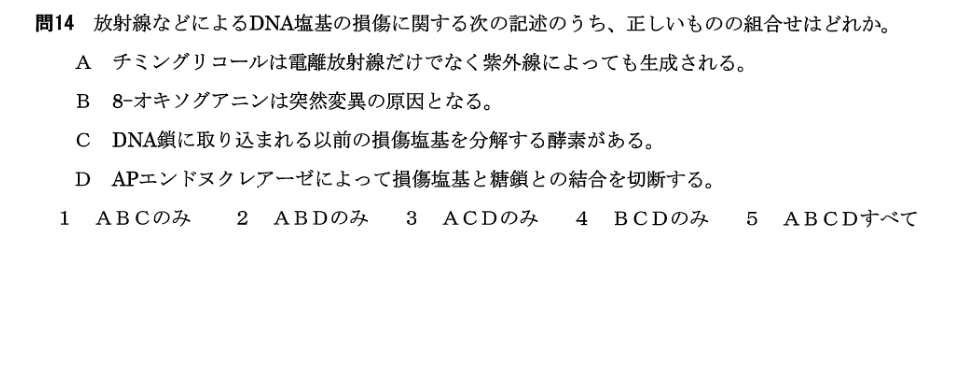 問14 放射線などによるDNA塩基の損傷に関する次の記述のうち、正しいものの組合せはどれか。
A チミングリコールは電離放射線だけでなく紫外線によっても生成される。
B 8-オキソグアニンは突然変異の原因となる。
C DNA鎖に取り込まれる以前の損傷塩基を分解する酵素がある。
D APエンドヌクレアーゼによって損傷塩基と糖鎖との結合を切断する。
1 ABCのみ 2 ABDのみ 3 ACDのみ 4 BCDのみ 5 ABCDすべて